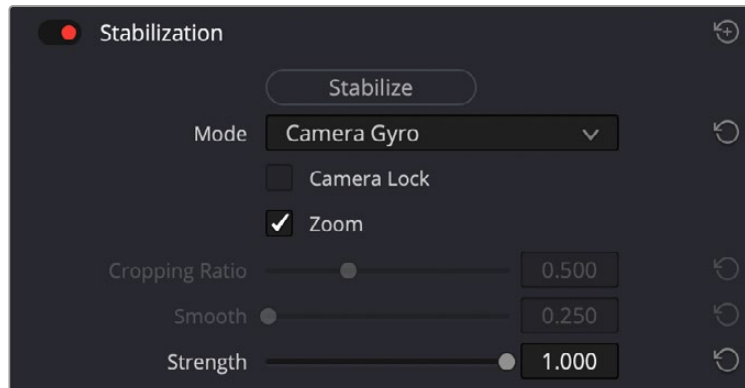 Stabilization
Stabilize
Mode Camera Gyro
Camera Lock
Zoom
Cropping Ratio 0.500
Smooth 0.250
Strength 1.000